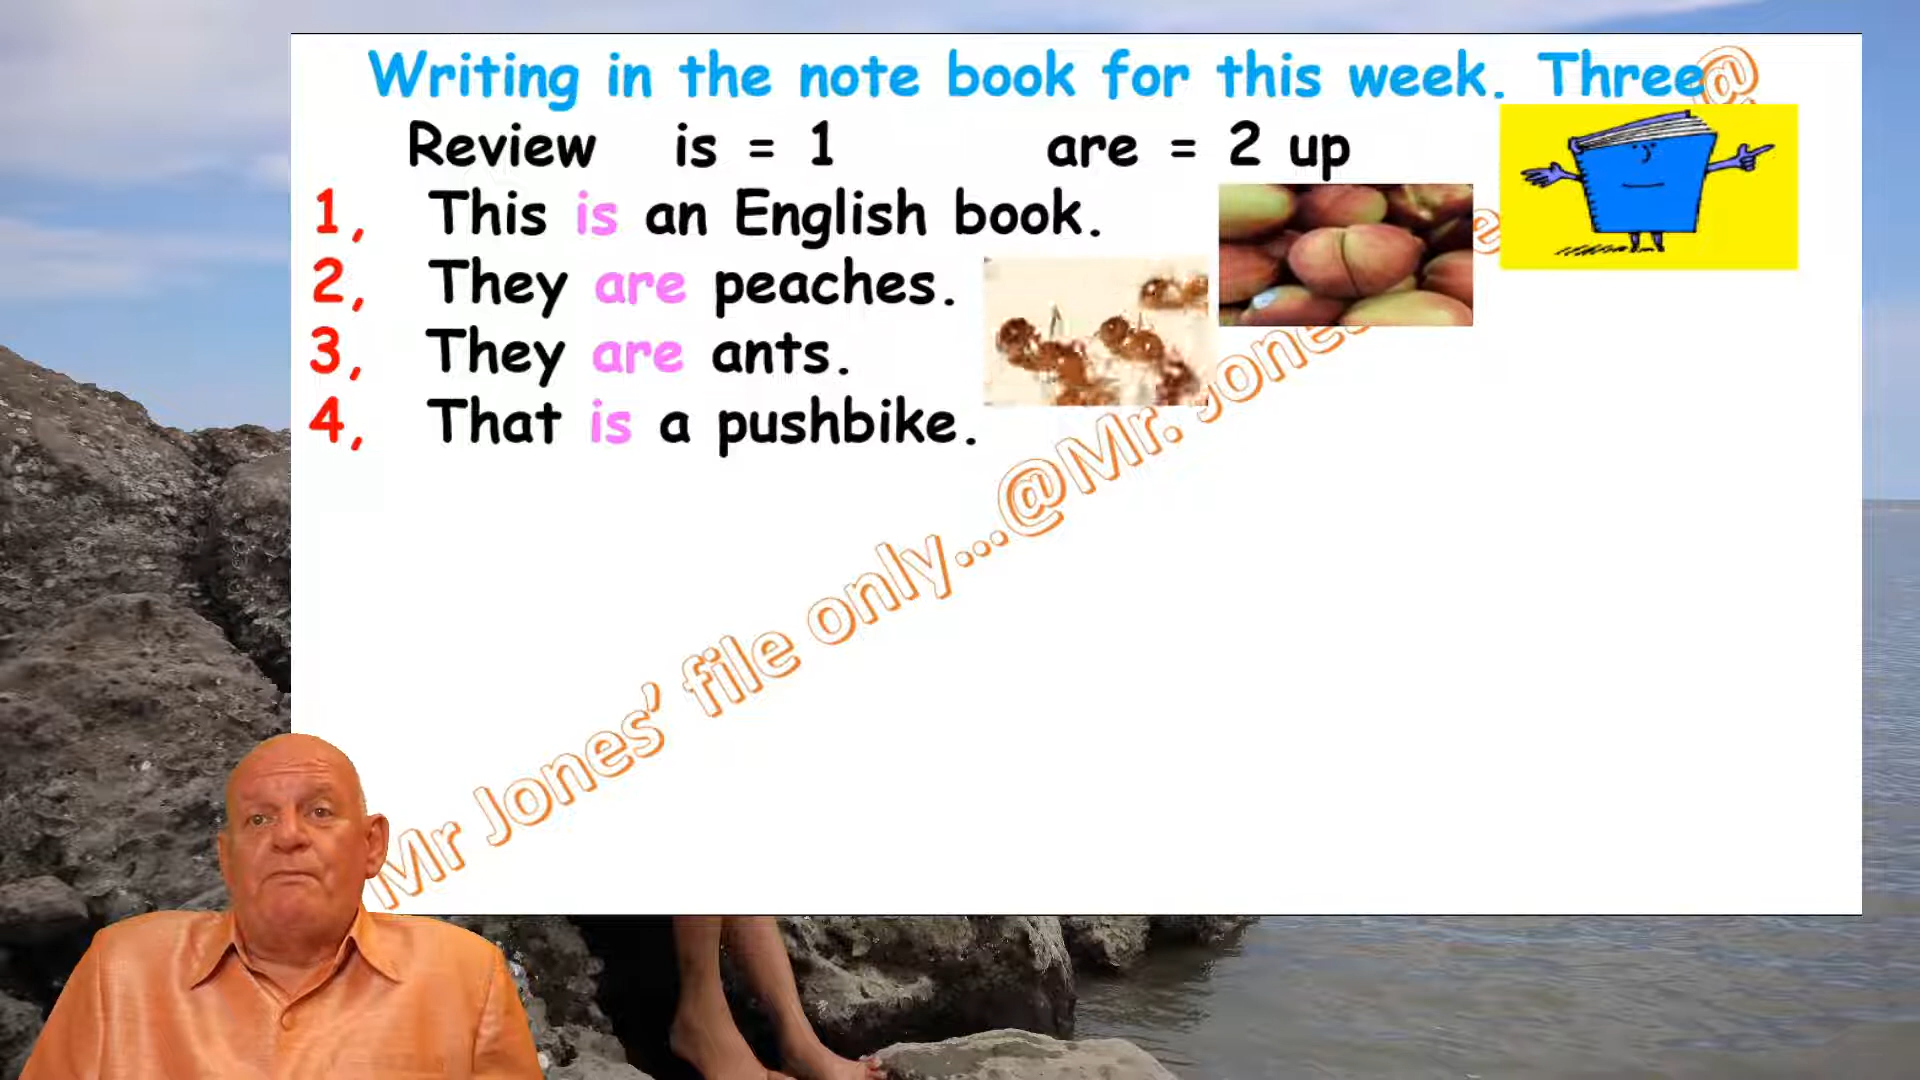 Writing in the note book for this week. Three
Review is = 1 are = 2 up
1, This is an English book.
2, They are peaches.
3, They are ants.
4, That is a pushbike.
Mr Jones' file only...@Mr. Jones' e @